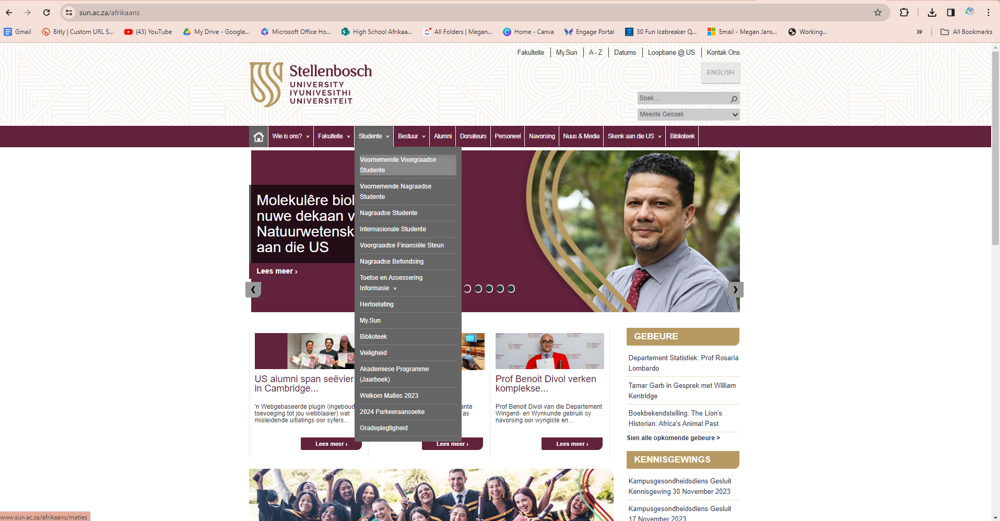 sun.ac.za/afrikaans
Gmail
Bitly | Custom URL S...
(43) YouTube
My Drive - Google...
Microsoft Office Ho...
High School Afrikaa...
All Folders | Megan...
Home - Canva
Engage Portal
30 Fun Icebreaker Q...
Email - Megan Jans...
Working...
All Bookmarks
Fakulteite
My.Sun
A - Z
Datums
Loopbane @ US
Kontak Ons
Stellenbosch
UNIVERSITY
IYUNIVESITHI
UNIVERSITEIT
ENGLISH
Soek...
Meeste Gesoek
Wie is ons?
Fakulteite
Studente
Bestuur
Alumni
Donateurs
Personeel
Navorsing
Nuus & Media
Skenk aan die US
Biblioteek
Voornemende Voorgraadse
Studente
Voornemende Nagraadse
Studente
Nagraadse Studente
Internasionale Studente
Voorgraadse Finansiële Steun
Nagraadse Befondsing
Toetse en Assessering
Informasie
Hertoelating
My.Sun
Biblioteek
Veiligheid
Akademiese Programme
(Jaarboek)
Welkom Maties 2023
2024 Parkeeraansoeke
Gradeplegtigheid
Molekulêre biol
nuwe dekaan v
Natuurwetensk
aan die US
Lees meer ›
US alumni span seëvier
in Cambridge...
'n Webgebaseerde plugin (ingeboud
toevoeging tot jou webblaaier) wat
misleidende uitlatings oor syfers...
Lees meer ›
ante
as
Lees meer ›
Stellenbosch
Prof Benoit Divol verken
komplekse...
Prof Benoit Divol van die Departement
Wingerd- en Wynkunde gebruik sy
navorsing oor wyngiste en...
Lees meer ›
GEBEURE
Departement Statistiek: Prof Rosaria
Lombardo
Tamar Garb in Gesprek met William
Kentridge
Boekbekendstelling: The Lion's
Historian: Africa's Animal Past
Sien alle opkomende gebeure >
KENNISGEWINGS
Kampusgesondheidsdiens Gesluit
Kennisgewing 30 November 2023
Kampusgesondheidsdiens Gesluit
17 November 2023
www.sun.ac.za/afrikaans/maties